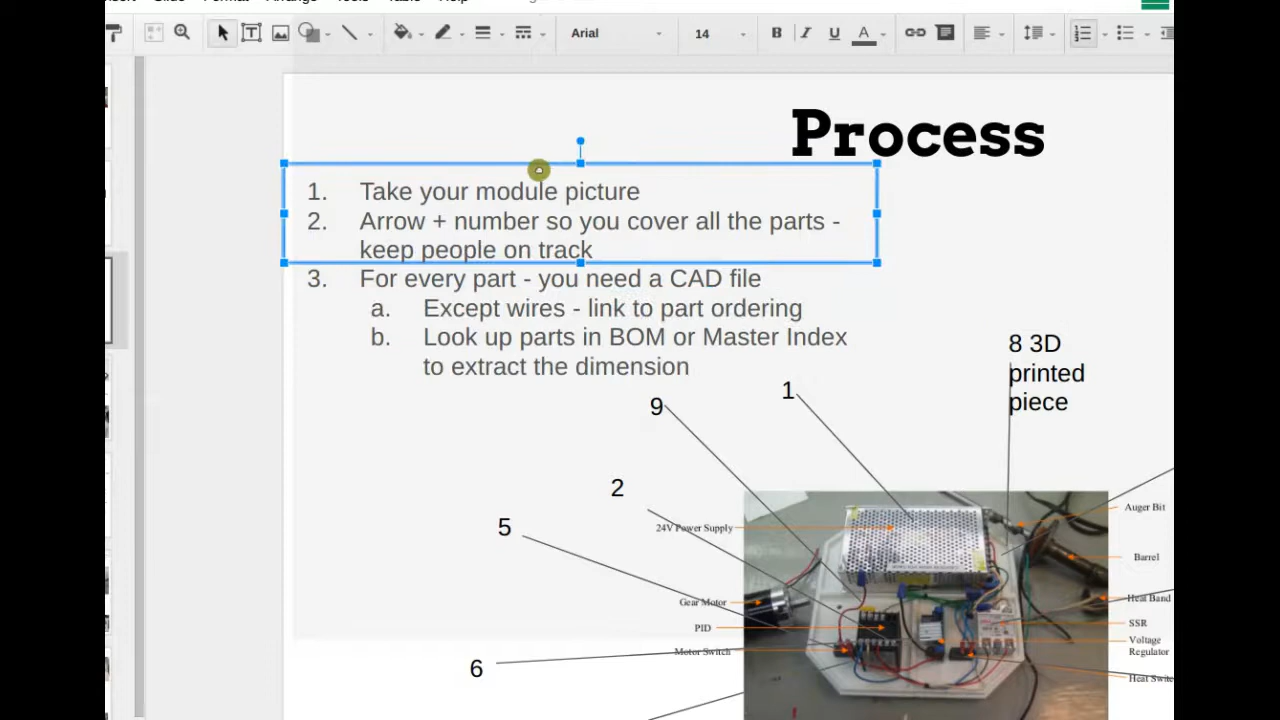 Arial
14
B I U A
Process
1. Take your module picture
2. Arrow + number so you cover all the parts -
keep people on track
3. For every part - you need a CAD file
a. Except wires - link to part ordering
b. Look up parts in BOM or Master Index
to extract the dimension
8 3D
printed
piece
1
9
2
5
6
24V Power Supply
Gear Motor
PID
Motor Switch
Auger Bit
Barrel
Heat Band
SSR
Voltage
Regulator